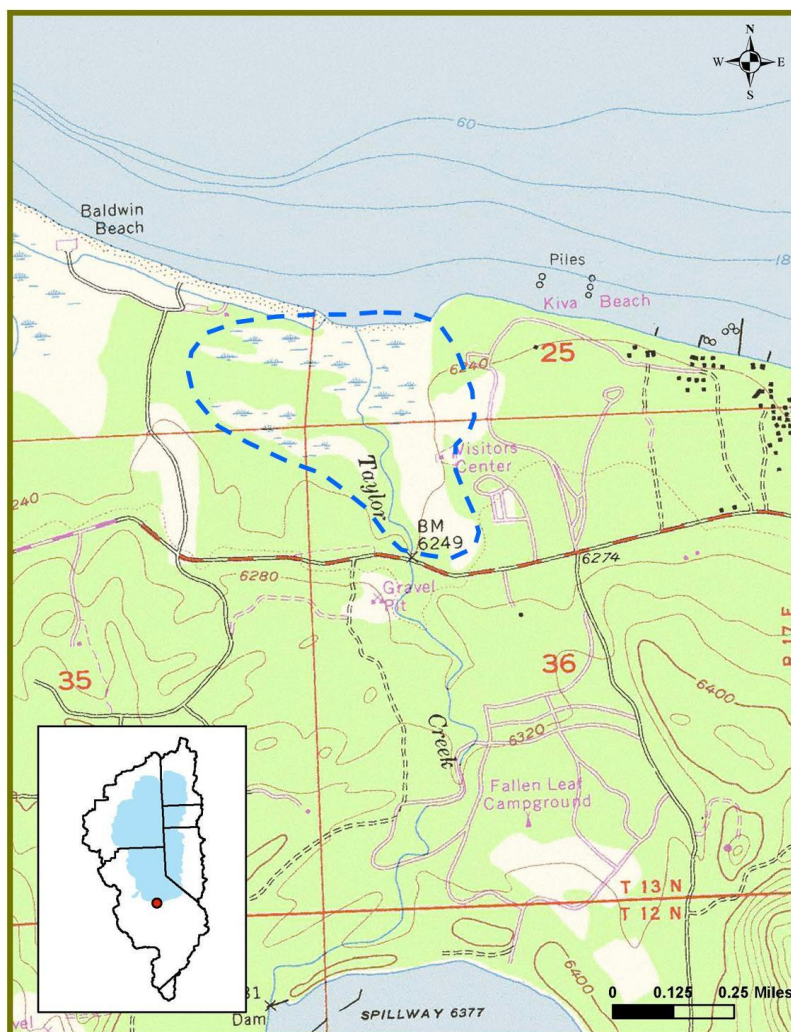 N
W E
S
60
Baldwin
Beach
Piles
18
Kiva Beach
6240
25
Visitors
Center
Taylor
240
BM
6249
6280
6274
Gravel
Pit
35
36
R 17 E
6400
Creek
6320
Fallen Leaf
Campground
T 13 N
T 12 N
6400
0 0.125 0.25 Miles
Dam
SPILLWAY 6377